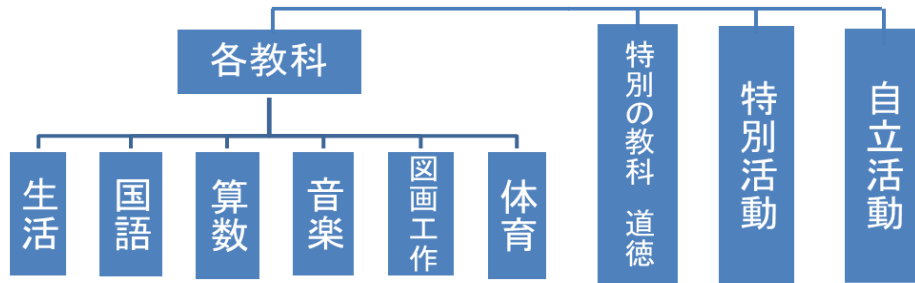 各教科
生活
国語
算数
音楽
図画工作
体育
特別の教科 道徳
特別活動
自立活動